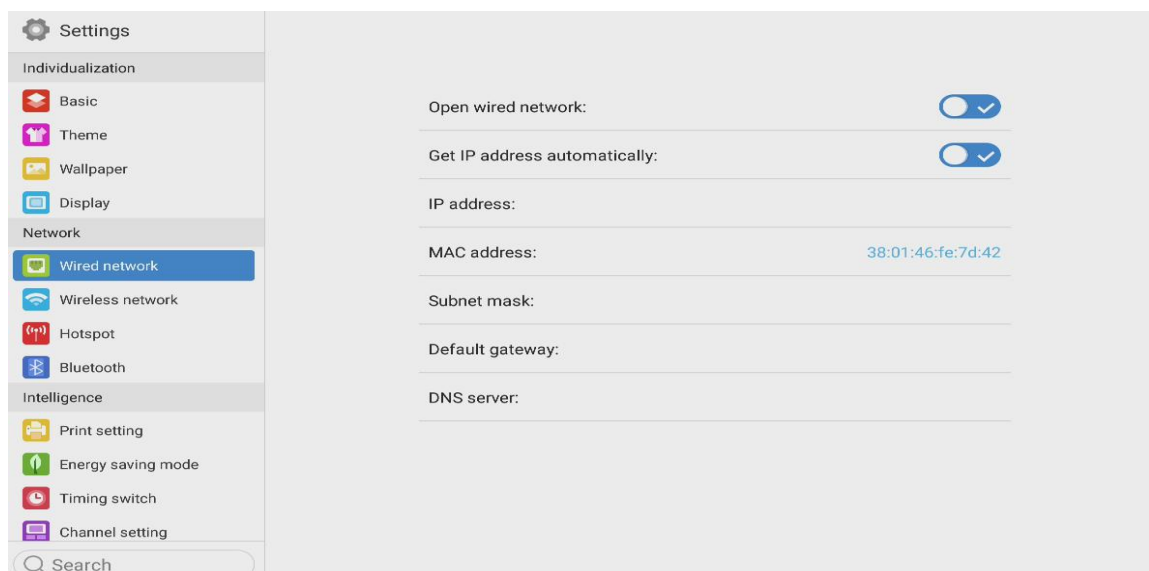 Settings
Individualization
Basic
Theme
Wallpaper
Display
Network
Wired network
Wireless network
Hotspot
Bluetooth
Intelligence
Print setting
Energy saving mode
Timing switch
Channel setting
Search
Open wired network:
Get IP address automatically:
IP address:
MAC address: 38:01:46:fe:7d:42
Subnet mask:
Default gateway:
DNS server: